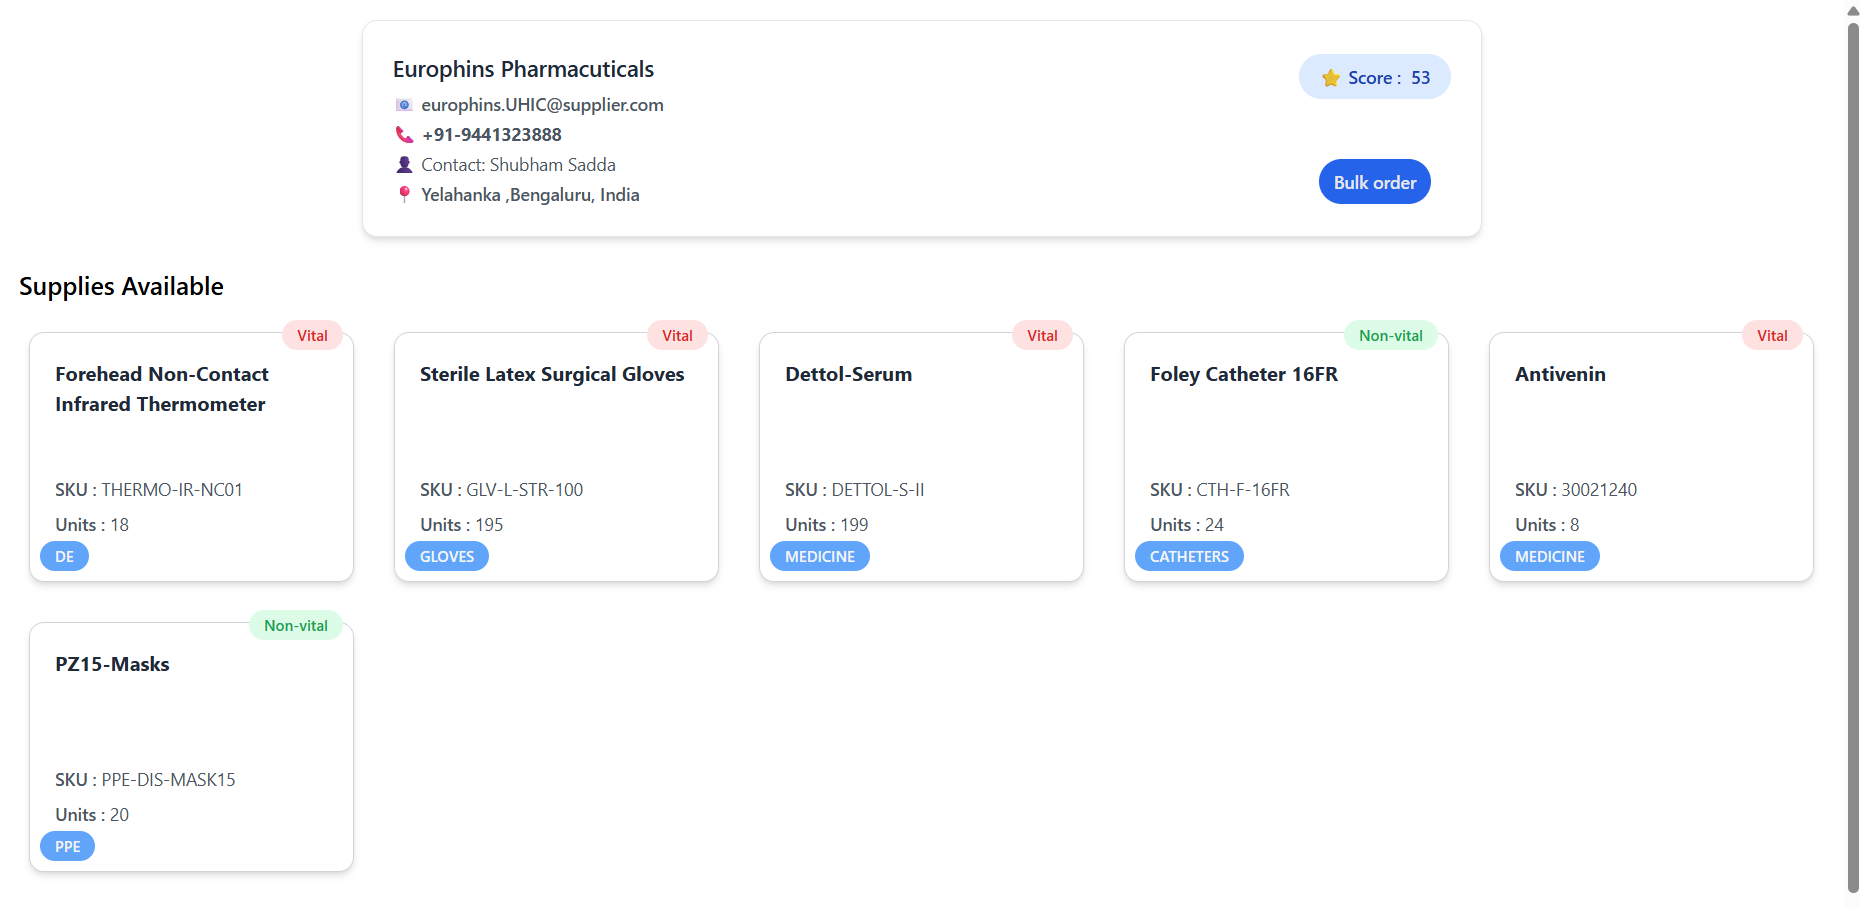 Europhins Pharmacuticals
europhins.UHIC@supplier.com
+91-9441323888
Contact: Shubham Sadda
Yelahanka ,Bengaluru, India
Score : 53
Bulk order
Supplies Available
Vital
Forehead Non-Contact
Infrared Thermometer
SKU : THERMO-IR-NC01
Units : 18
DE
Vital
Sterile Latex Surgical Gloves
SKU : GLV-L-STR-100
Units : 195
GLOVES
Vital
Dettol-Serum
SKU : DETTOL-S-II
Units : 199
MEDICINE
Non-vital
Foley Catheter 16FR
SKU : CTH-F-16FR
Units : 24
CATHETERS
Vital
Antivenin
SKU : 30021240
Units : 8
MEDICINE
Non-vital
PZ15-Masks
SKU : PPE-DIS-MASK15
Units : 20
PPE